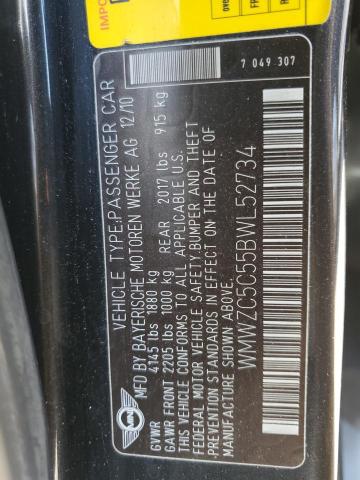 VEHICLE TYPE:PASSENGER CAR
MFD BY BAYERISCHE MOTOREN WERKE AG 12/10
GVWR 4145 lbs 1880 kg
GAWR FRONT 2205 lbs 1000 kg REAR 2017 lbs 915 kg
THIS VEHICLE CONFORMS TO ALL APPLICABLE U.S.
FEDERAL MOTOR VEHICLE SAFETY,BUMPER AND THEFT
PREVENTION STANDARDS IN EFFECT ON THE DATE OF
MANUFACTURE SHOWN ABOVE.
WMWZC5C55BWL52734
7 049 307
MINI